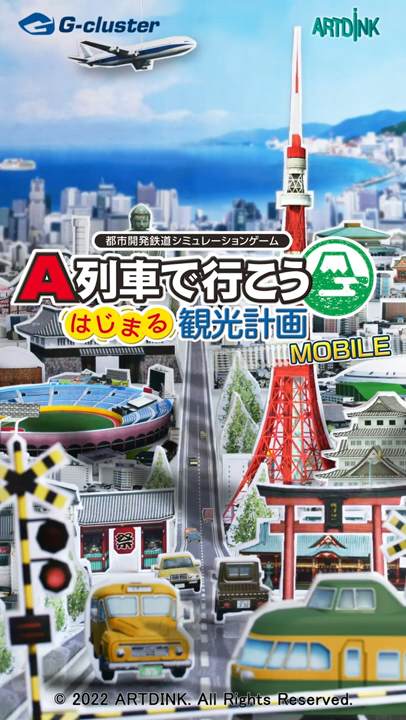 G-cluster
ARTDINK
都市開発鉄道シミュレーションゲーム
A列車で行こう
はじまる観光計画
MOBILE
祭
© 2022 ARTDINK. All Rights Reserved.